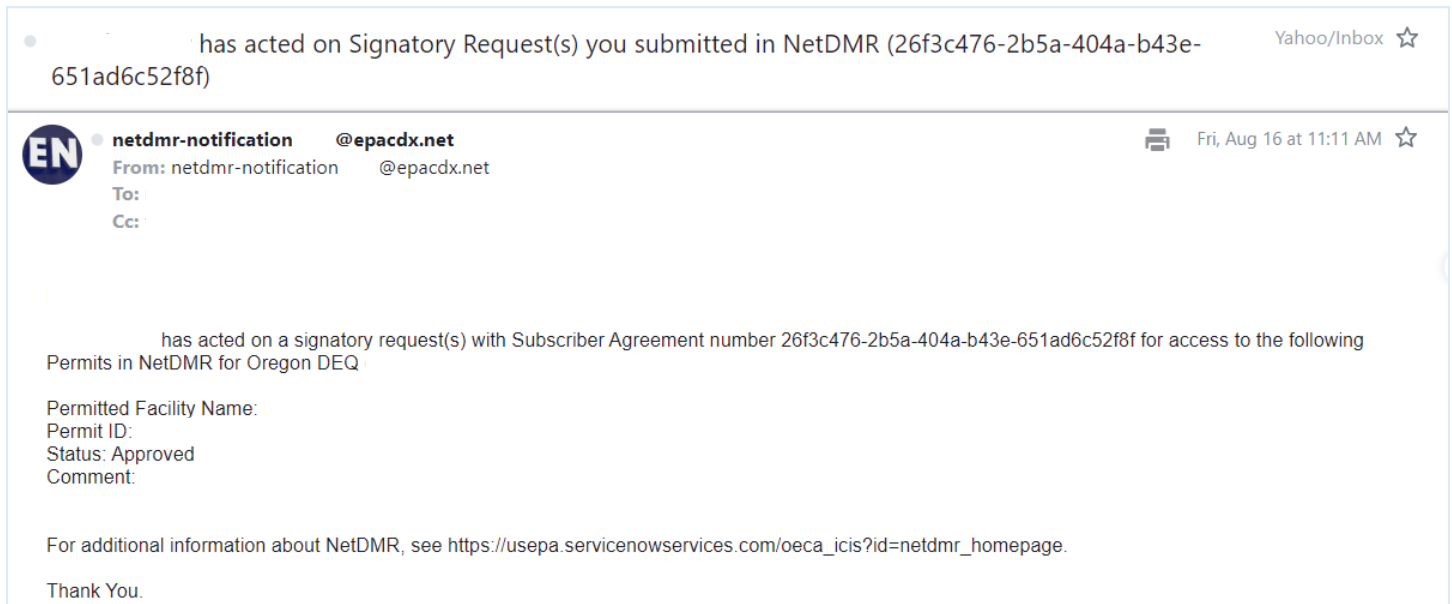 has acted on Signatory Request(s) you submitted in NetDMR (26f3c476-2b5a-404a-b43e-
651ad6c52f8f)
Yahoo/Inbox
EN
netdmr-notification @epacdx.net
Fri, Aug 16 at 11:11 AM
From: netdmr-notification @epacdx.net
To:
Cc:
has acted on a signatory request(s) with Subscriber Agreement number 26f3c476-2b5a-404a-b43e-651ad6c52f8f for access to the following
Permits in NetDMR for Oregon DEQ
Permitted Facility Name:
Permit ID:
Status: Approved
Comment:
For additional information about NetDMR, see https://usepa.servicenowservices.com/oeca_icis?id=netdmr_homepage.
Thank You.